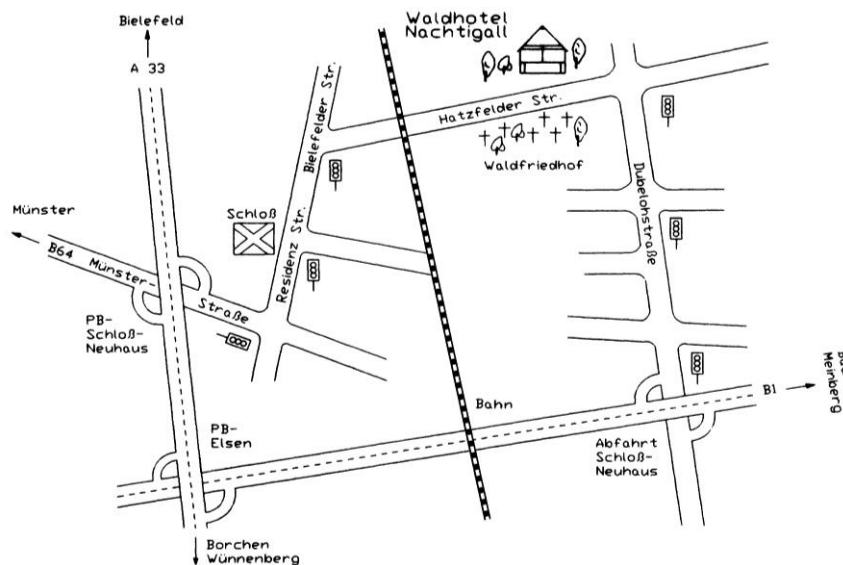 Bielefeld
A 33
Waldhotel
Nachtigall
Hatzfelder Str.
Bielefelder Str.
Waldfriedhof
Dubelohstraße
Münster
B64
Schloß
Residenz Str.
Münster-
Straße
PB-
Schloß-
Neuhaus
Bahn
B1
Meinberg
PB-
Elsen
Abfahrt
Schloß-
Neuhaus
Borchen
Wünnenberg